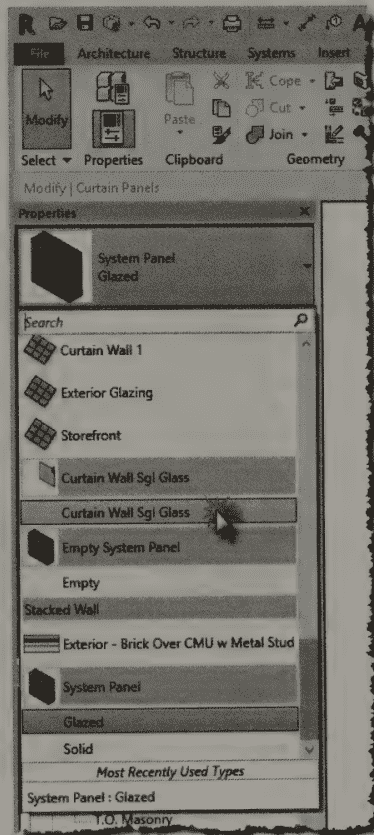 R
A
File Architecture Structure Systems Insert
Modify
Paste
Cope
Cut
Join
Select Properties Clipboard Geometry
Modify | Curtain Panels
Properties
System Panel
Glazed
Search
Curtain Wall 1
Exterior Glazing
Storefront
Curtain Wall Sgl Glass
Curtain Wall Sgl Glass
Empty System Panel
Empty
Stacked Wall
Exterior - Brick Over CMU w Metal Stud
System Panel
Glazed
Solid
Most Recently Used Types
System Panel : Glazed
T.O. Masonry